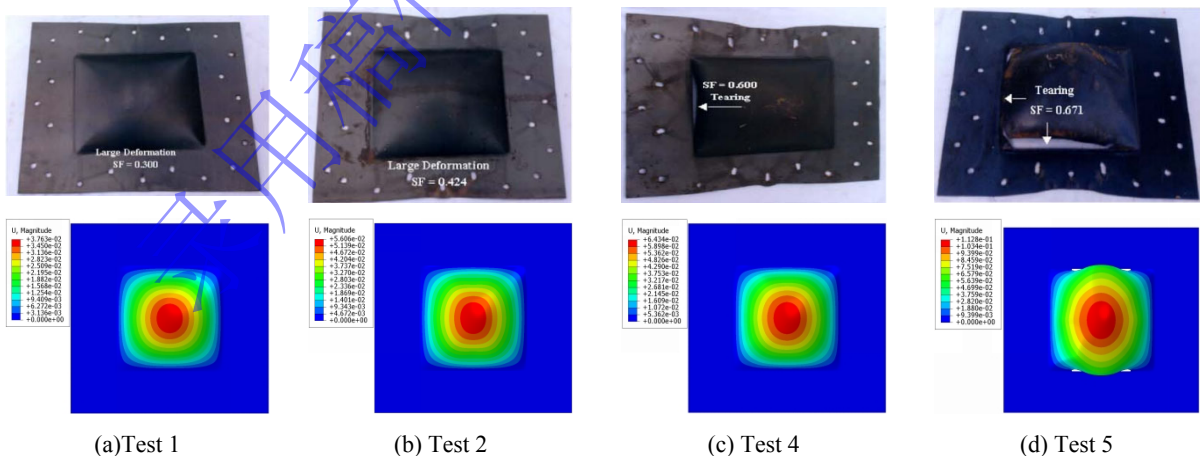 Large Deformation
SF = 0.300
Large Deformation
SF = 0.424
SF = 0.600
Tearing
Tearing
SF = 0.671
录用稿
U, Magnitude
+3.763e-02
+3.450e-02
+3.136e-02
+2.823e-02
+2.509e-02
+2.195e-02
+1.882e-02
+1.568e-02
+1.254e-02
+9.409e-03
+6.272e-03
+3.136e-03
+0.000e+00
U, Magnitude
+5.606e-02
+5.139e-02
+4.672e-02
+4.204e-02
+3.737e-02
+3.270e-02
+2.803e-02
+2.336e-02
+1.869e-02
+1.401e-02
+9.343e-03
+4.672e-03
+0.000e+00
U, Magnitude
+6.434e-02
+5.898e-02
+5.362e-02
+4.826e-02
+4.290e-02
+3.753e-02
+3.217e-02
+2.681e-02
+2.145e-02
+1.609e-02
+1.072e-02
+5.362e-03
+0.000e+00
U, Magnitude
+1.128e-01
+1.034e-01
+9.399e-02
+8.459e-02
+7.519e-02
+6.579e-02
+5.639e-02
+4.699e-02
+3.759e-02
+2.820e-02
+1.880e-02
+9.399e-03
+0.000e+00
(a)Test 1
(b) Test 2
(c) Test 4
(d) Test 5